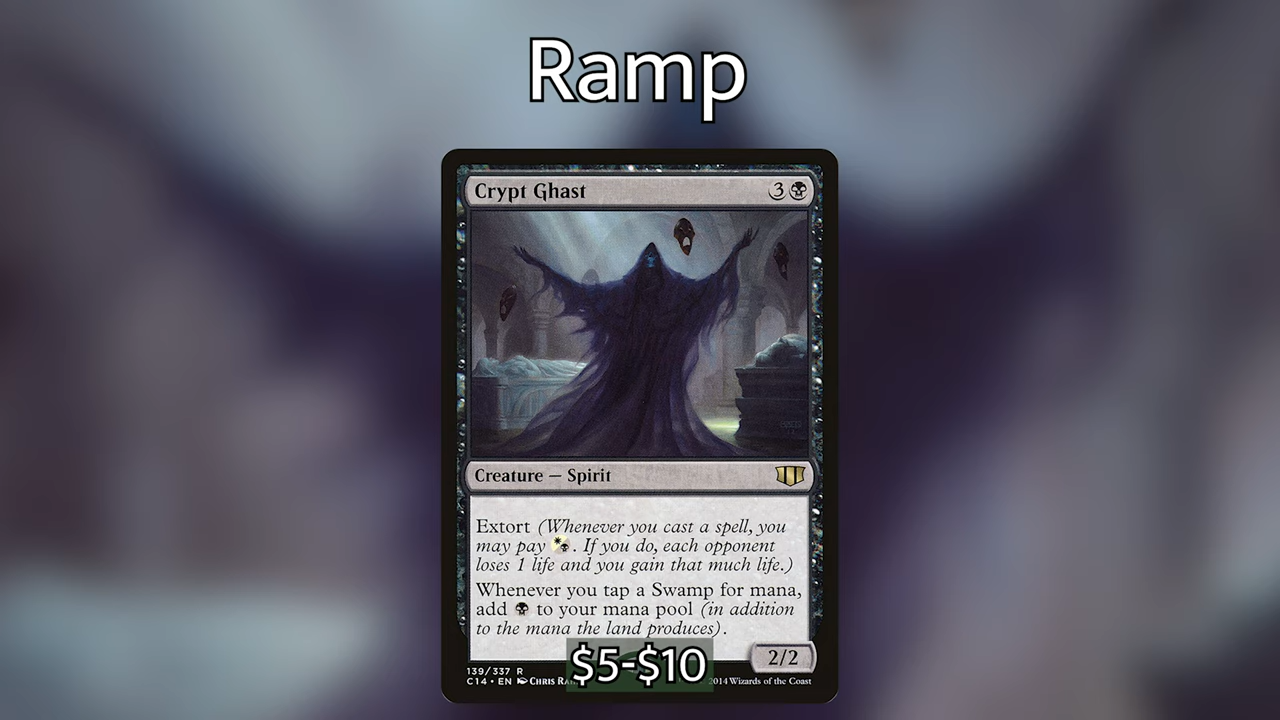 Ramp
Crypt Ghast 3
Creature — Spirit
Extort (Whenever you cast a spell, you
may pay . If you do, each opponent
loses 1 life and you gain that much life.)
Whenever you tap a Swamp for mana,
add to your mana pool (in addition
to the mana the land produces).
2/2
$5-$10
139/337 R
C14 • EN CHRIS
2014 Wizards of the Coast